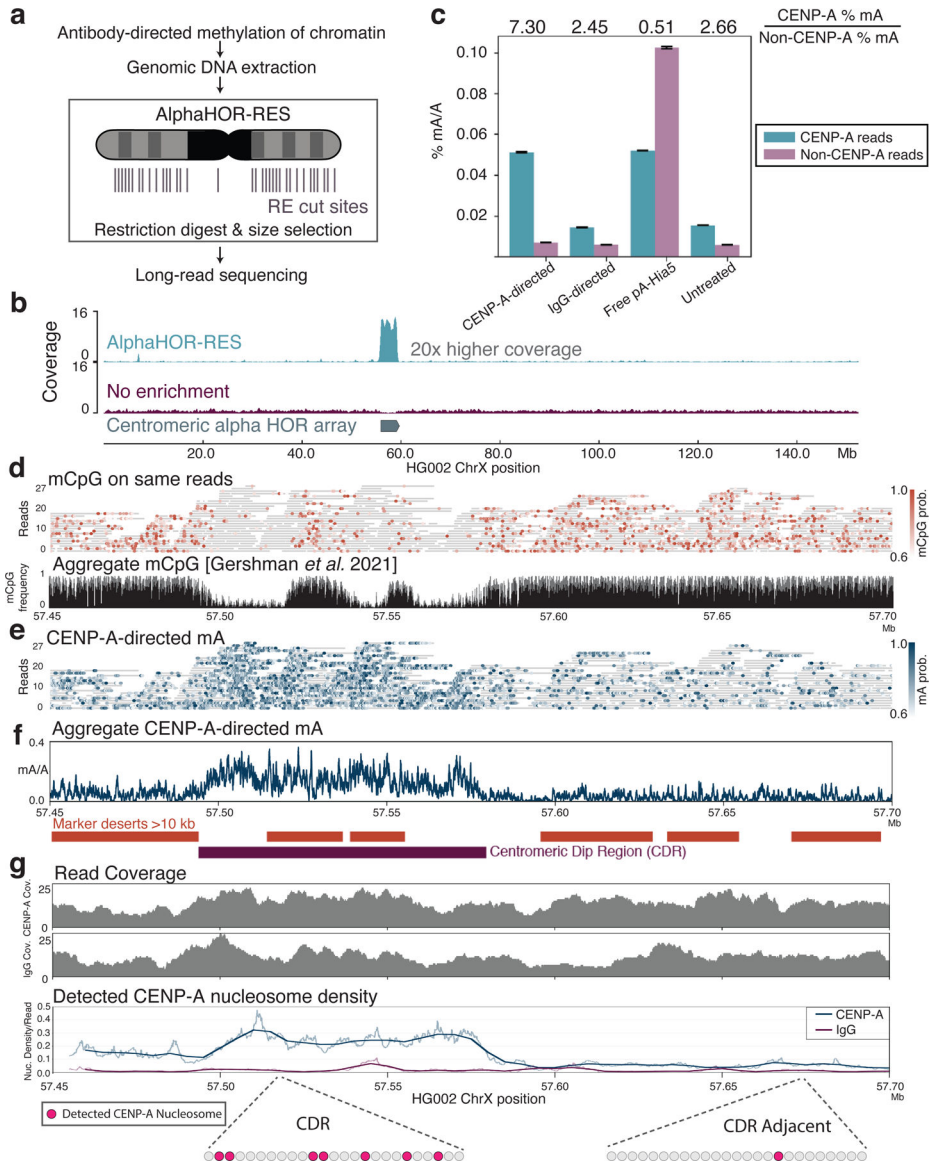 a
Antibody-directed methylation of chromatin
Genomic DNA extraction
AlphaHOR-RES
RE cut sites
Restriction digest & size selection
Long-read sequencing
c
7.30 2.45 0.51 2.66
CENP-A % mA
Non-CENP-A % mA
% mA/A
0.10
0.08
0.06
0.04
0.02
CENP-A reads
Non-CENP-A reads
CENP-A-directed
IgG-directed
Free pA-Hia5
Untreated
b
Coverage
16
AlphaHOR-RES
0
20x higher coverage
16
No enrichment
0
Centromeric alpha HOR array
20.0 40.0 60.0 80.0 100.0 120.0 140.0 Mb
HG002 ChrX position
d
mCpG on same reads
Reads
27
20
10
0
1.0
mCpG prob.
0.6
Aggregate mCpG [Gershman et al. 2021]
mCpG
frequency
1
0
57.45 57.50 57.55 57.60 57.65 57.70
Mb
e
CENP-A-directed mA
Reads
27
20
10
0
1.0
mA prob.
0.6
f
Aggregate CENP-A-directed mA
0.4
mA/A
0.0
57.45 57.50 57.55 57.60 57.65 57.70
Mb
Marker deserts >10 kb
Centromeric Dip Region (CDR)
g
Read Coverage
CENP-A Cov.
25
0
IgG Cov.
25
0
Detected CENP-A nucleosome density
Nuc. Density/Read
0.5
0.4
0.3
0.2
0.1
0.0
CENP-A
IgG
57.45 57.50 57.55 57.60 57.65 57.70
HG002 ChrX position
Mb
Detected CENP-A Nucleosome
CDR
CDR Adjacent